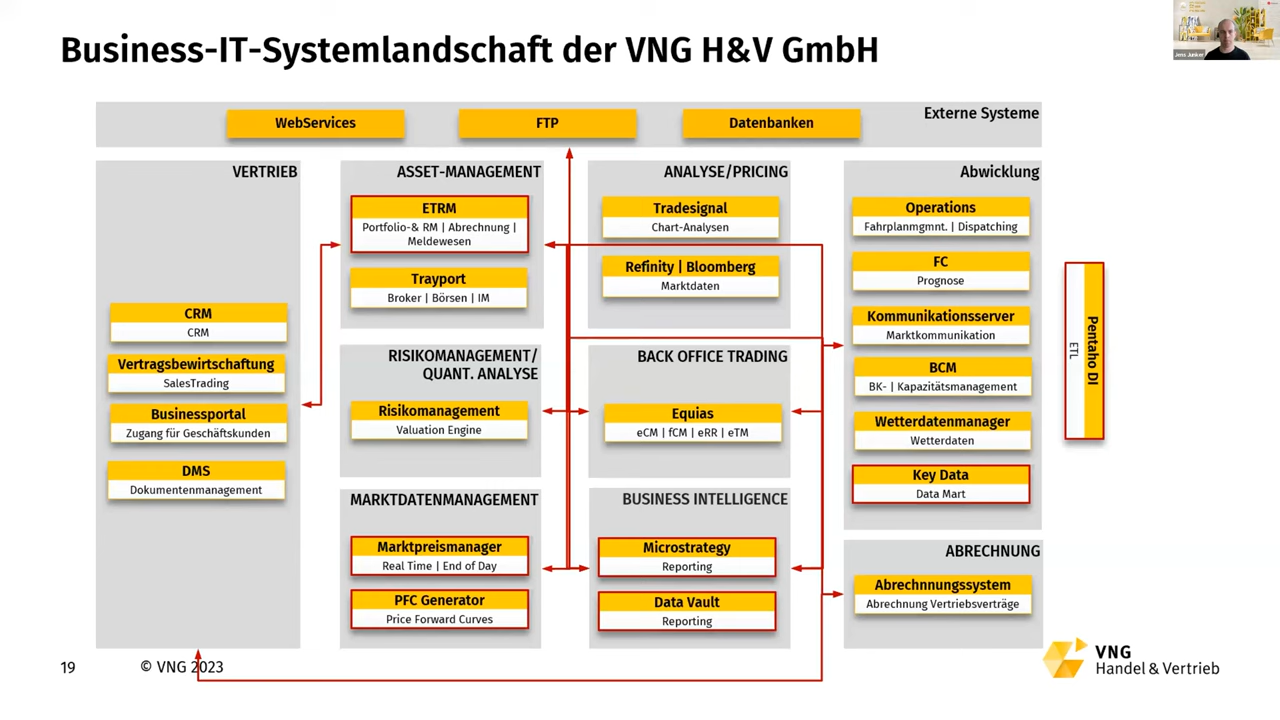 Business-IT-Systemlandschaft der VNG H&V GmbH
Jens Junker
Externe Systeme
WebServices
FTP
Datenbanken
VERTRIEB
CRM
CRM
Vertragsbewirtschaftung
SalesTrading
Businessportal
Zugang für Geschäftskunden
DMS
Dokumentenmanagement
ASSET-MANAGEMENT
ETRM
Portfolio-& RM | Abrechnung |
Meldewesen
Trayport
Broker | Börsen | IM
RISIKOMANAGEMENT/
QUANT. ANALYSE
Risikomanagement
Valuation Engine
MARKTDATENMANAGEMENT
Marktpreismanager
Real Time | End of Day
PFC Generator
Price Forward Curves
ANALYSE/PRICING
Tradesignal
Chart-Analysen
Refinity | Bloomberg
Marktdaten
BACK OFFICE TRADING
Equias
eCM | fCM | eRR | eTM
BUSINESS INTELLIGENCE
Microstrategy
Reporting
Data Vault
Reporting
Abwicklung
Operations
Fahrplanmgmnt. | Dispatching
FC
Prognose
Kommunikationsserver
Marktkommunikation
BCM
BK- | Kapazitätsmanagement
Wetterdatenmanager
Wetterdaten
Key Data
Data Mart
ABRECHNUNG
Abrechnnungssystem
Abrechnung Vertriebsverträge
Pentaho DI
ETL
19
© VNG 2023
VNG
Handel & Vertrieb